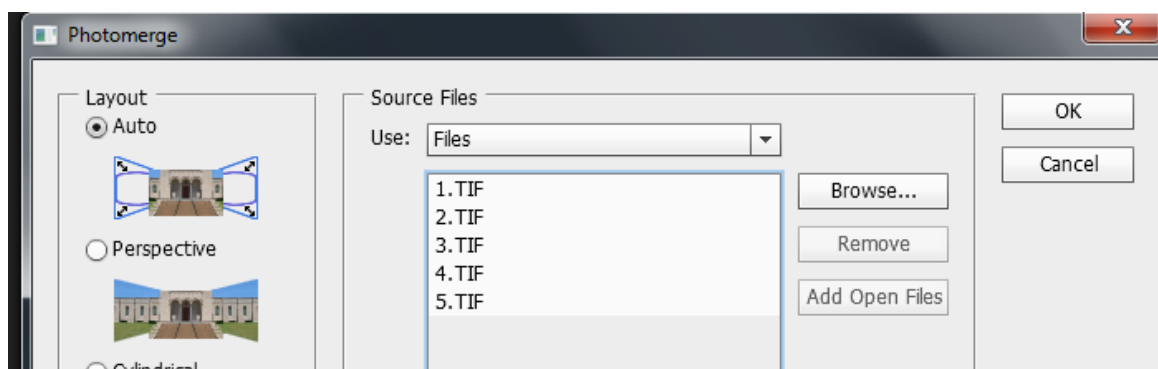 Photomerge
X
Layout
Auto
Perspective
Cylindrical
Source Files
Use: Files
1.TIF
2.TIF
3.TIF
4.TIF
5.TIF
Browse...
Remove
Add Open Files
OK
Cancel